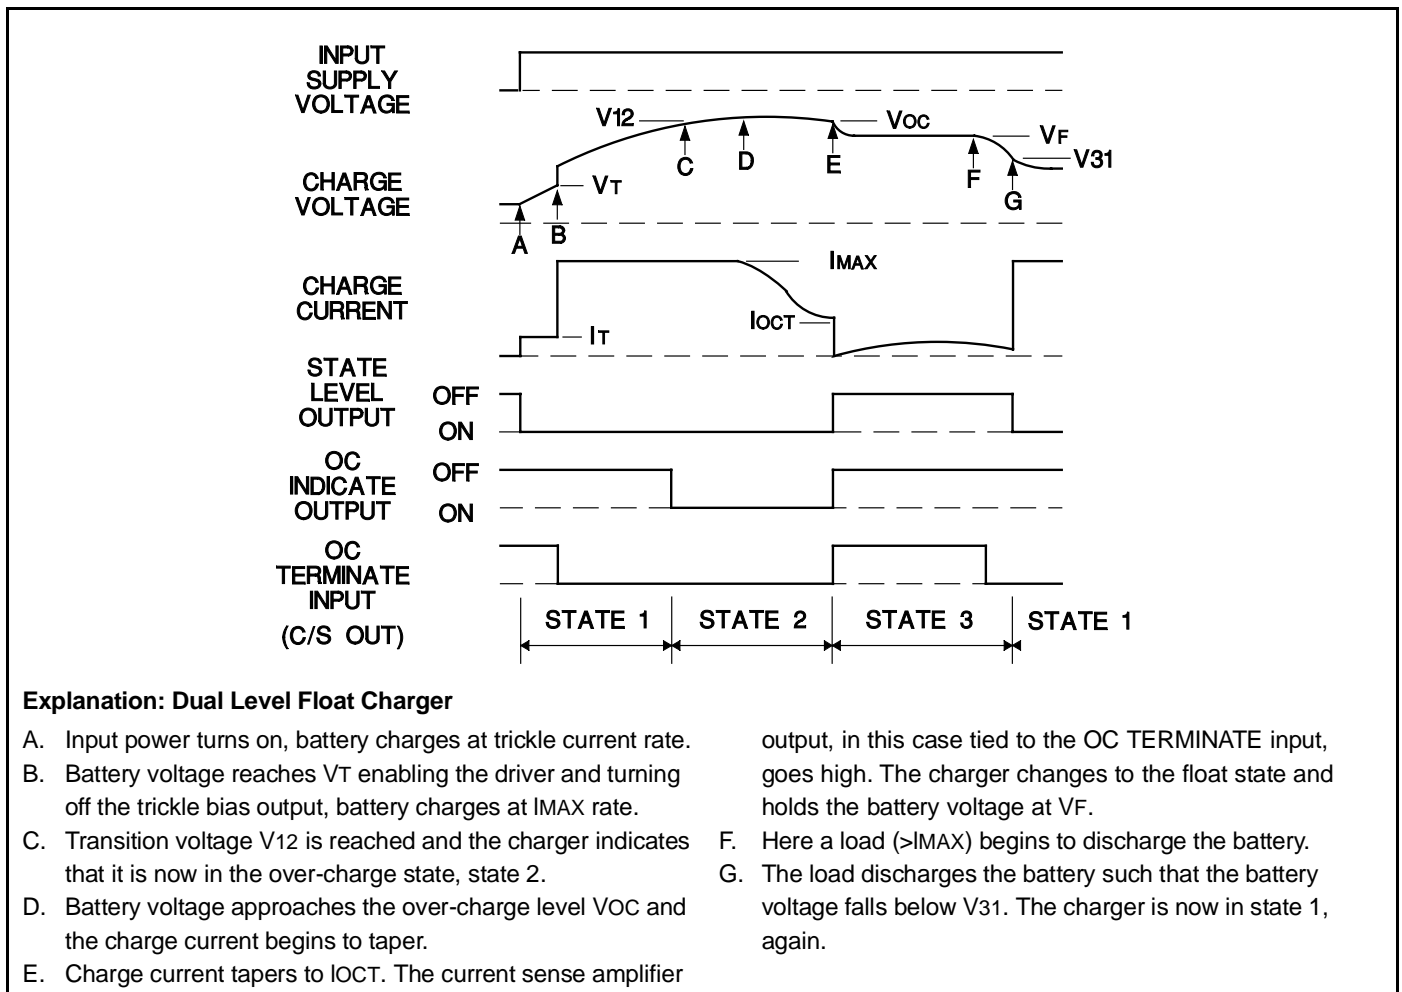 INPUT
SUPPLY
VOLTAGE
V12
VOC
VF
V31
C
D
E
F
G
CHARGE
VOLTAGE
VT
A
B
IMAX
CHARGE
CURRENT
IOCT
IT
STATE
LEVEL
OUTPUT
OFF
ON
OC
INDICATE
OUTPUT
OFF
ON
OC
TERMINATE
INPUT
(C/S OUT)
STATE 1
STATE 2
STATE 3
STATE 1
Explanation: Dual Level Float Charger
A. Input power turns on, battery charges at trickle current rate.
B. Battery voltage reaches VT enabling the driver and turning
off the trickle bias output, battery charges at IMAX rate.
C. Transition voltage V12 is reached and the charger indicates
that it is now in the over-charge state, state 2.
D. Battery voltage approaches the over-charge level VOC and
the charge current begins to taper.
E. Charge current tapers to IOCT. The current sense amplifier
output, in this case tied to the OC TERMINATE input,
goes high. The charger changes to the float state and
holds the battery voltage at VF.
F. Here a load (>IMAX) begins to discharge the battery.
G. The load discharges the battery such that the battery
voltage falls below V31. The charger is now in state 1,
again.